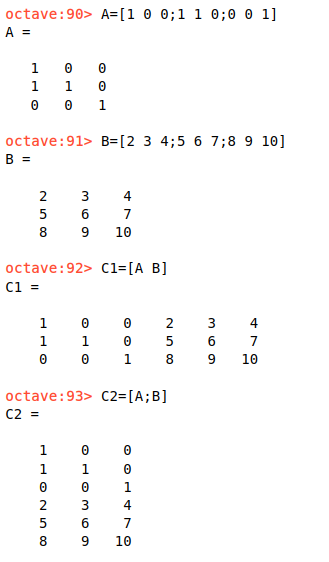 octave:90> A=[1 0 0;1 1 0;0 0 1]
A =
1 0 0
1 1 0
0 0 1
octave:91> B=[2 3 4;5 6 7;8 9 10]
B =
2 3 4
5 6 7
8 9 10
octave:92> C1=[A B]
C1 =
1 0 0 2 3 4
1 1 0 5 6 7
0 0 1 8 9 10
octave:93> C2=[A;B]
C2 =
1 0 0
1 1 0
0 0 1
2 3 4
5 6 7
8 9 10